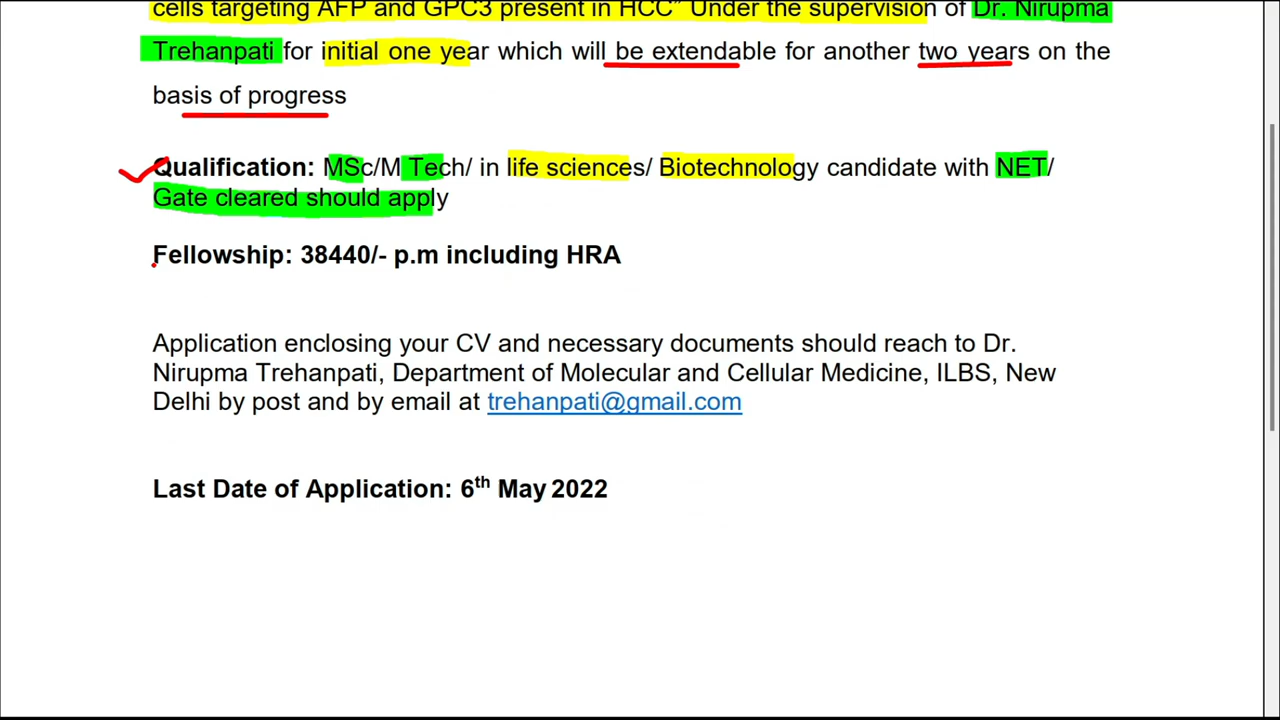 cells targeting AFP and GPC3 present in HCC" Under the supervision of Dr. Nirupma
Trehanpati for initial one year which will be extendable for another two years on the
basis of progress
Qualification: MSc/M Tech/ in life sciences/ Biotechnology candidate with NET/
Gate cleared should apply
Fellowship: 38440/- p.m including HRA
Application enclosing your CV and necessary documents should reach to Dr.
Nirupma Trehanpati, Department of Molecular and Cellular Medicine, ILBS, New
Delhi by post and by email at trehanpati@gmail.com
Last Date of Application: 6th May 2022